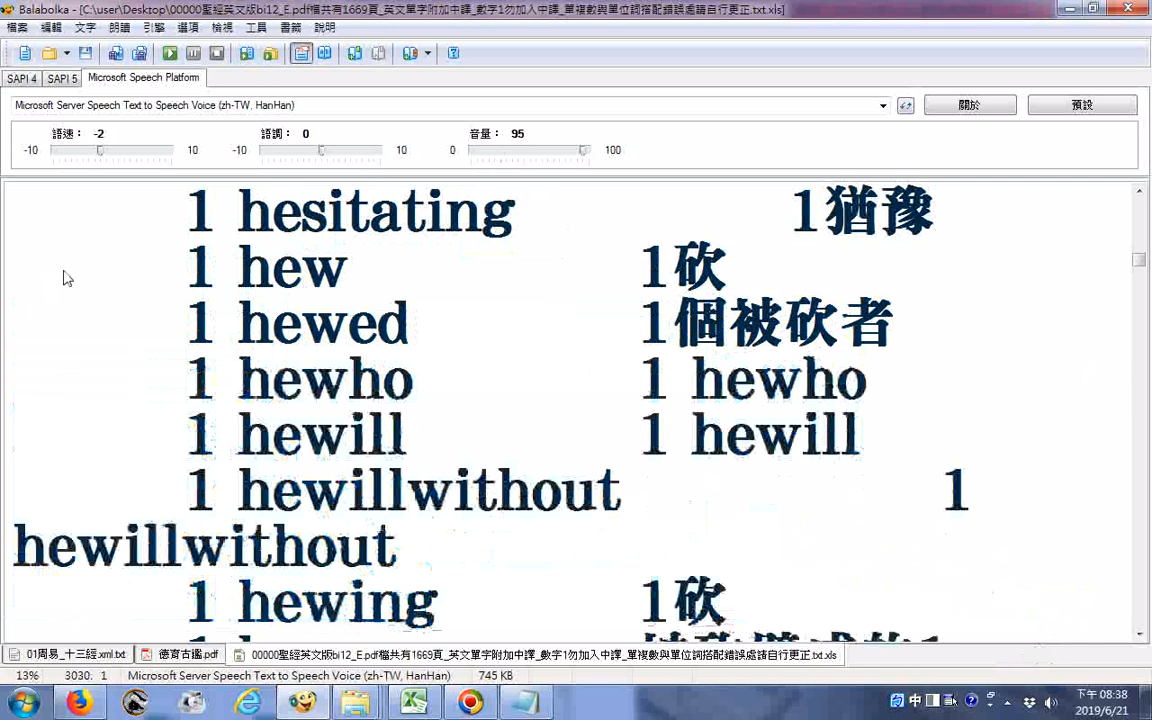 Balabolka - [C:\user\Desktop\00000聖經英文版bi12_E.pdf檔共有1669頁_英文單字附加中譯_數字1勿加入中譯_單複數與單位詞搭配錯誤處請自行更正.txt.xls]
檔案 編輯 文字 朗讀 引擎 選項 檢視 工具 書籤 說明
SAPI 4 SAPI 5 Microsoft Speech Platform
Microsoft Server Speech Text to Speech Voice (zh-TW, HanHan) 關於 預設
語速： -2 語調： 0 音量： 95
-10 10 -10 10 0 100
1 hesitating 1猶豫
1 hew 1砍
1 hewed 1個被砍者
1 hewho 1 hewho
1 hewill 1 hewill
1 hewillwithout 1
hewillwithout
1 hewing 1砍
01周易_十三經.xml.txt 德育古鑑.pdf 00000聖經英文版bi12_E.pdf檔共有1669頁_英文單字附加中譯_數字1勿加入中譯_單複數與單位詞搭配錯誤處請自行更正.txt.xls
13% 3030: 1 Microsoft Server Speech Text to Speech Voice (zh-TW, HanHan) 745 KB
中 下午 08:38
2019/6/21